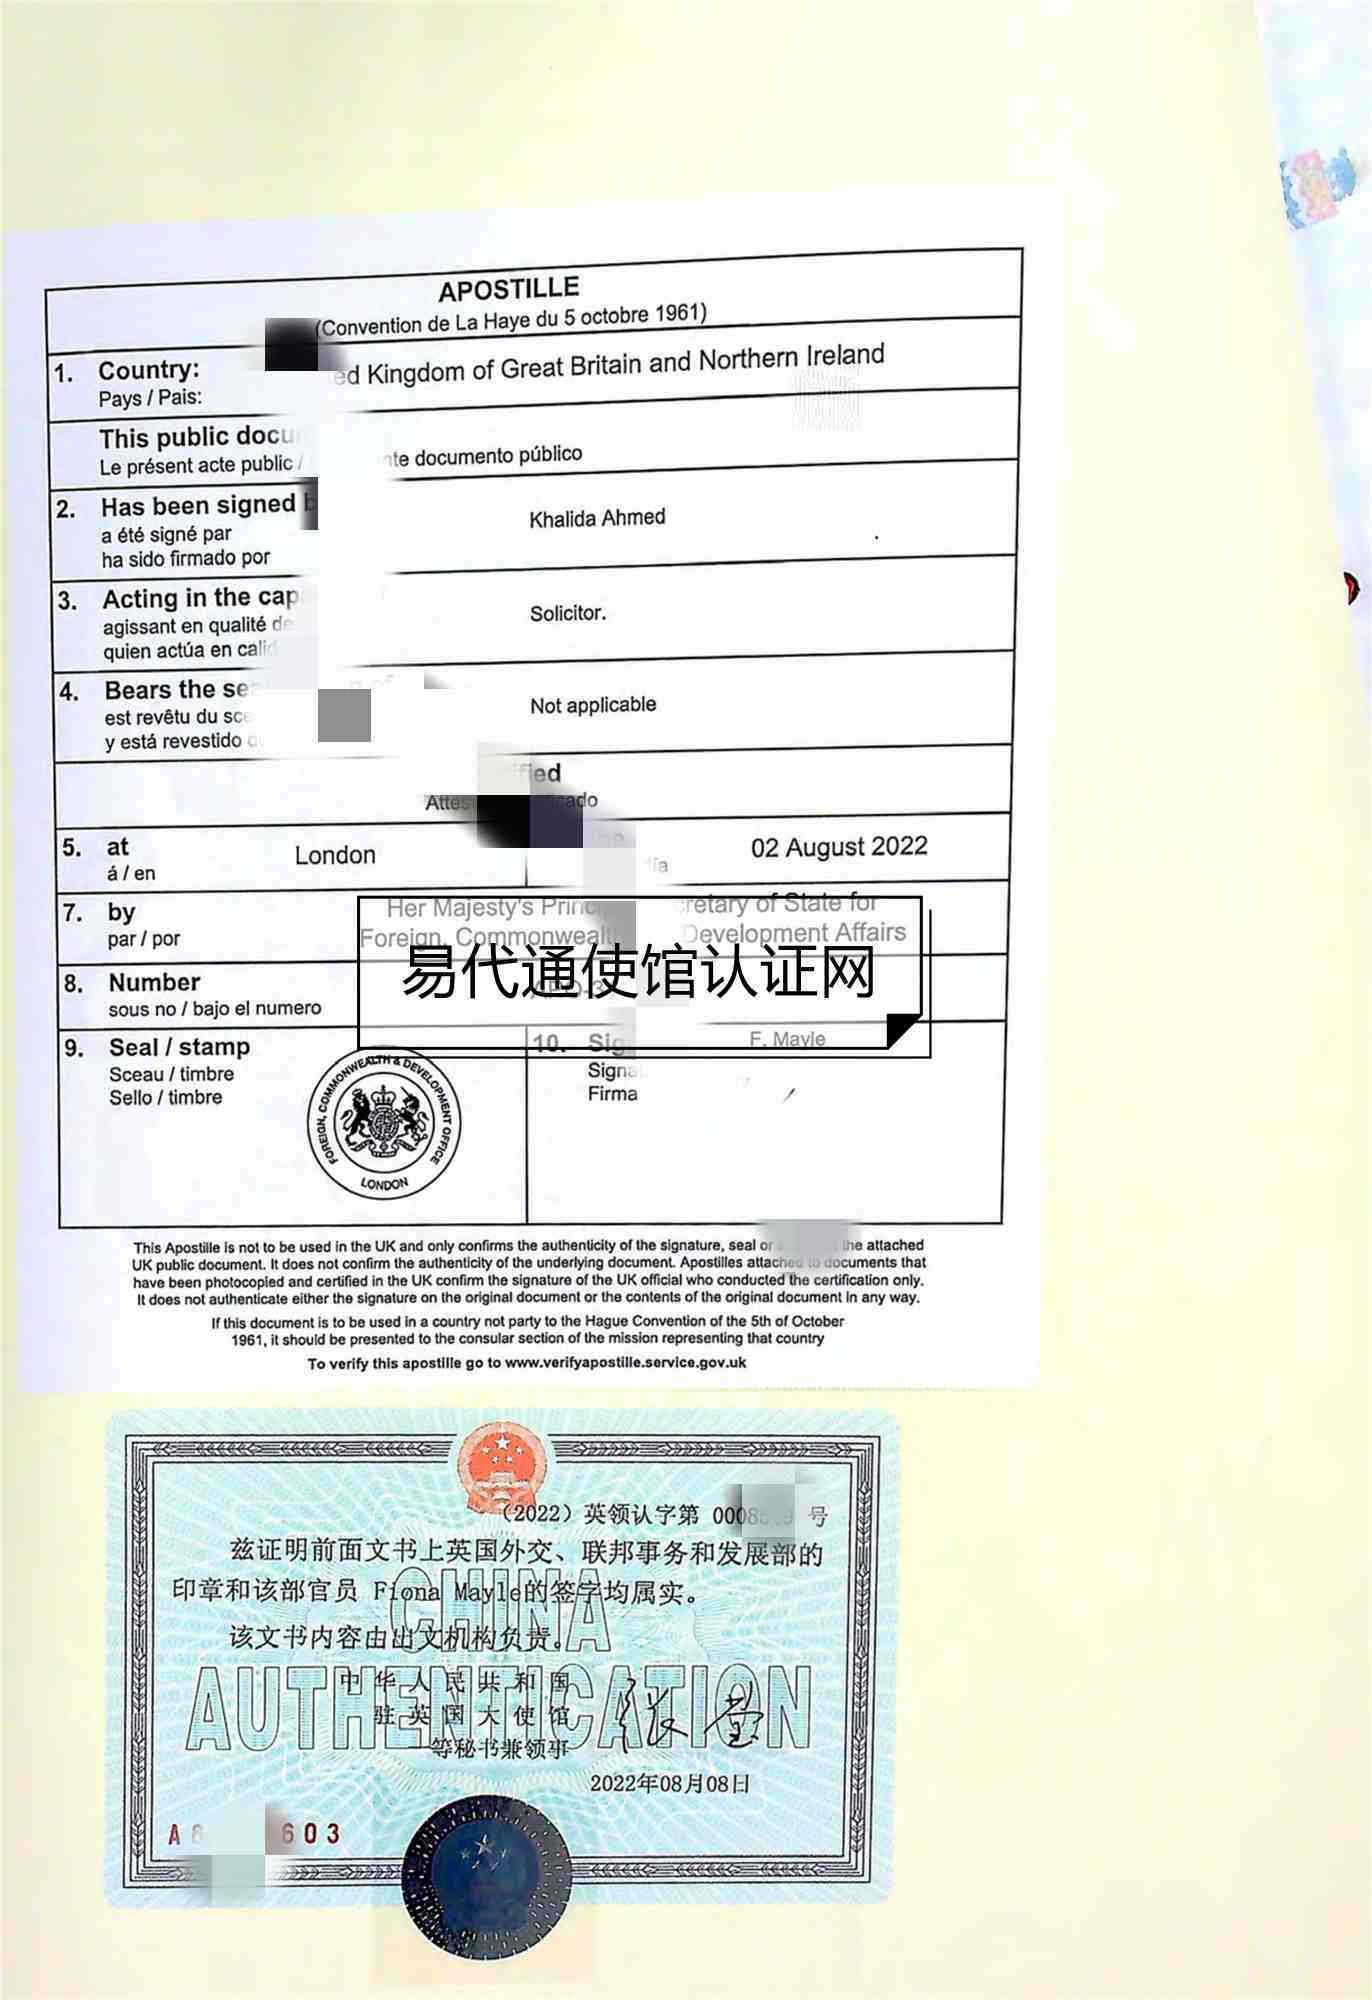 APOSTILLE
(Convention de La Haye du 5 octobre 1961)
1. Country: Kingdom of Great Britain and Northern Ireland
Pays / Pais:
This public
Le présent acte public / documento público
2. Has been signed
a été signé par
ha sido firmado por
Khalida Ahmed
3. Acting in the
agissant en qualité
quien actúa en
Solicitor.
4. Bears the
est revêtu du
y está revestido
Not applicable
5. at
á / en
London
02 August 2022
7. by
par / por
Her Majesty's of State for
Foreign, Development Affairs
易代通使馆认证网
8. Number
sous no / bajo el numero
9. Seal / stamp
Sceau / timbre
Sello / timbre
FOREIGN, COMMONWEALTH & DEVELOPMENT OFFICE
LONDON
10.
Firma
F. Mayle
This Apostille is not to be used in the UK and only confirms the authenticity of the signature, seal or the attached
UK public document. It does not confirm the authenticity of the underlying document. Apostilles attached to documents that
have been photocopied and certified in the UK confirm the signature of the UK official who conducted the certification only.
It does not authenticate either the signature on the original document or the contents of the original document in any way.
If this document is to be used in a country not party to the Hague Convention of the 5th of October
1961, it should be presented to the consular section of the mission representing that country
To verify this apostille go to www.verifyapostille.service.gov.uk
（2022）英领认字第 号
兹证明前面文书上英国外交、联邦事务和发展部的
印章和该部官员 Fiona Mayle的签字均属实。
该文书内容由出文机构负责。
CHINA
AUTHENTICATION
中华人民共和国
驻英国大使馆
等秘书兼领事
2022年08月08日
603